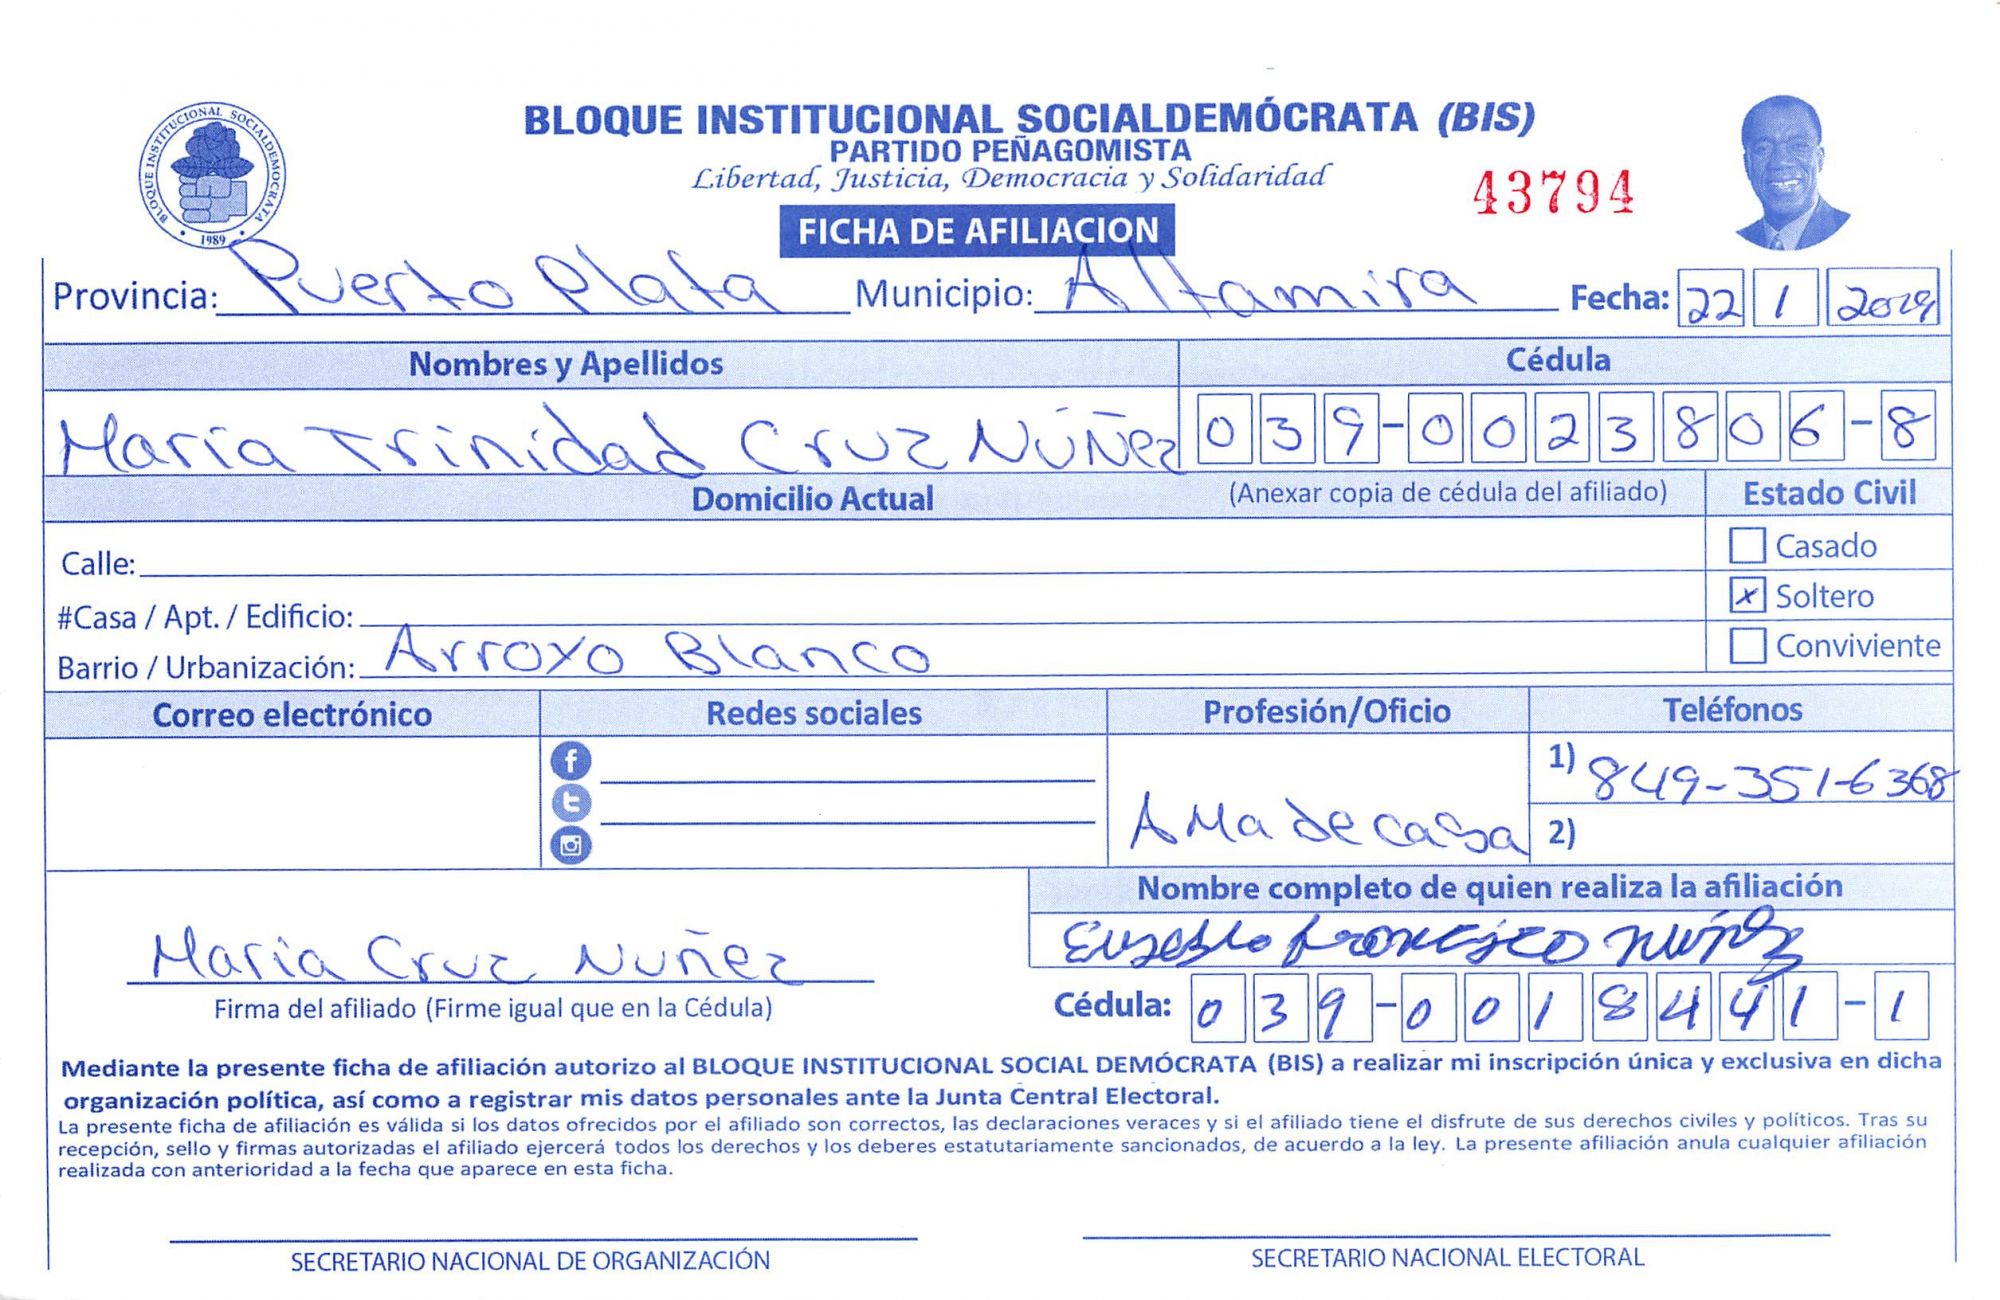 BLOQUE INSTITUCIONAL SOCIALDEMOCRATA
1989
BLOQUE INSTITUCIONAL SOCIALDEMÓCRATA (BIS)
PARTIDO PEÑAGOMISTA
Libertad, Justicia, Democracia y Solidaridad
43794
FICHA DE AFILIACION
Provincia: Puerto Plata Municipio: Altamira Fecha: 22 1 2019
Nombres y Apellidos Cédula
María Trinidad Cruz Núñez 039-0023806-8
Domicilio Actual (Anexar copia de cédula del afiliado) Estado Civil
Calle: Casado
#Casa / Apt. / Edificio: x Soltero
Barrio / Urbanización: Arroyo Blanco Conviviente
Correo electrónico Redes sociales Profesión/Oficio Teléfonos
Ama de casa 1) 849-351-6368
2)
Nombre completo de quien realiza la afiliación
Eusebio Francisco Núñez
Maria Cruz Nuñez
Firma del afiliado (Firme igual que en la Cédula) Cédula: 039-0018441-1
Mediante la presente ficha de afiliación autorizo al BLOQUE INSTITUCIONAL SOCIAL DEMÓCRATA (BIS) a realizar mi inscripción única y exclusiva en dicha
organización política, así como a registrar mis datos personales ante la Junta Central Electoral.
La presente ficha de afiliación es válida si los datos ofrecidos por el afiliado son correctos, las declaraciones veraces y si el afiliado tiene el disfrute de sus derechos civiles y políticos. Tras su
recepción, sello y firmas autorizadas el afiliado ejercerá todos los derechos y los deberes estatutariamente sancionados, de acuerdo a la ley. La presente afiliación anula cualquier afiliación
realizada con anterioridad a la fecha que aparece en esta ficha.
SECRETARIO NACIONAL DE ORGANIZACIÓN SECRETARIO NACIONAL ELECTORAL